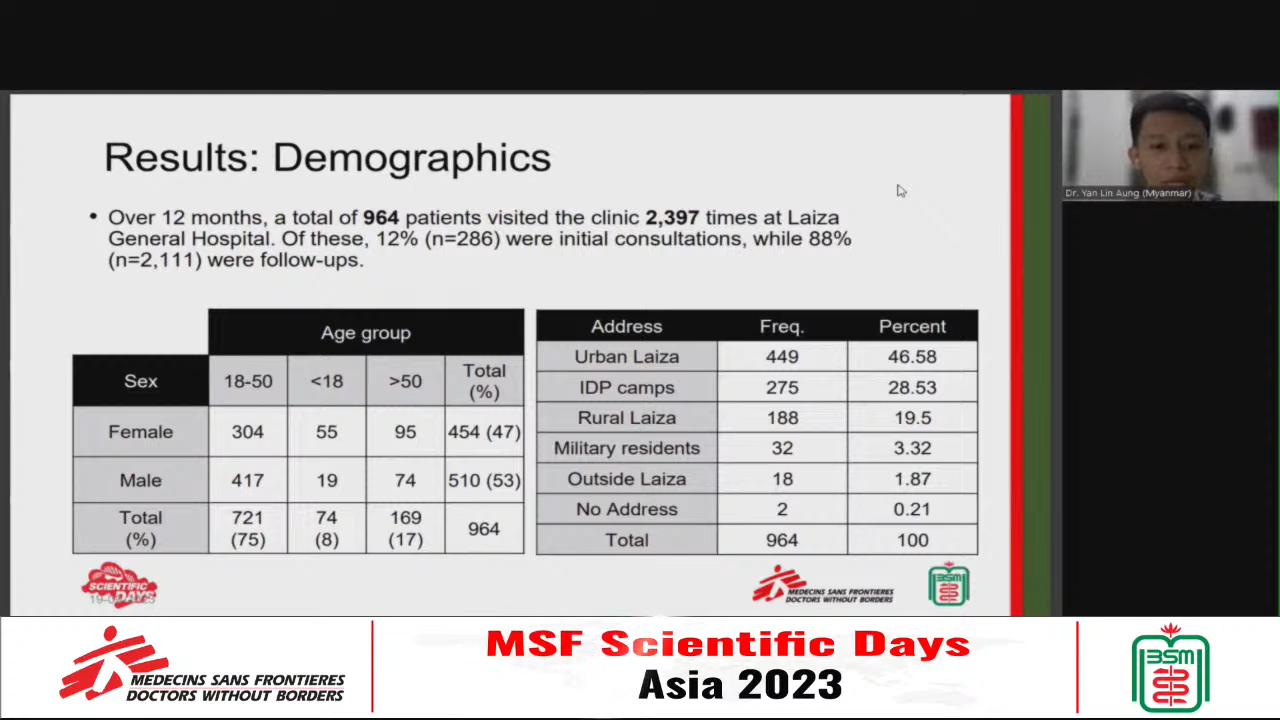 Results: Demographics
• Over 12 months, a total of 964 patients visited the clinic 2,397 times at Laiza
General Hospital. Of these, 12% (n=286) were initial consultations, while 88%
(n=2,111) were follow-ups.
Age group
Sex 18-50 <18 >50 Total (%)
Female 304 55 95 454 (47)
Male 417 19 74 510 (53)
Total (%) 721 (75) 74 (8) 169 (17) 964
Address Freq. Percent
Urban Laiza 449 46.58
IDP camps 275 28.53
Rural Laiza 188 19.5
Military residents 32 3.32
Outside Laiza 18 1.87
No Address 2 0.21
Total 964 100
SCIENTIFIC
DAYS
MEDECINS SANS FRONTIERES
DOCTORS WITHOUT BORDERS
BSM
Dr. Yan Lin Aung (Myanmar)
MEDECINS SANS FRONTIERES
DOCTORS WITHOUT BORDERS
MSF Scientific Days
Asia 2023
BSM